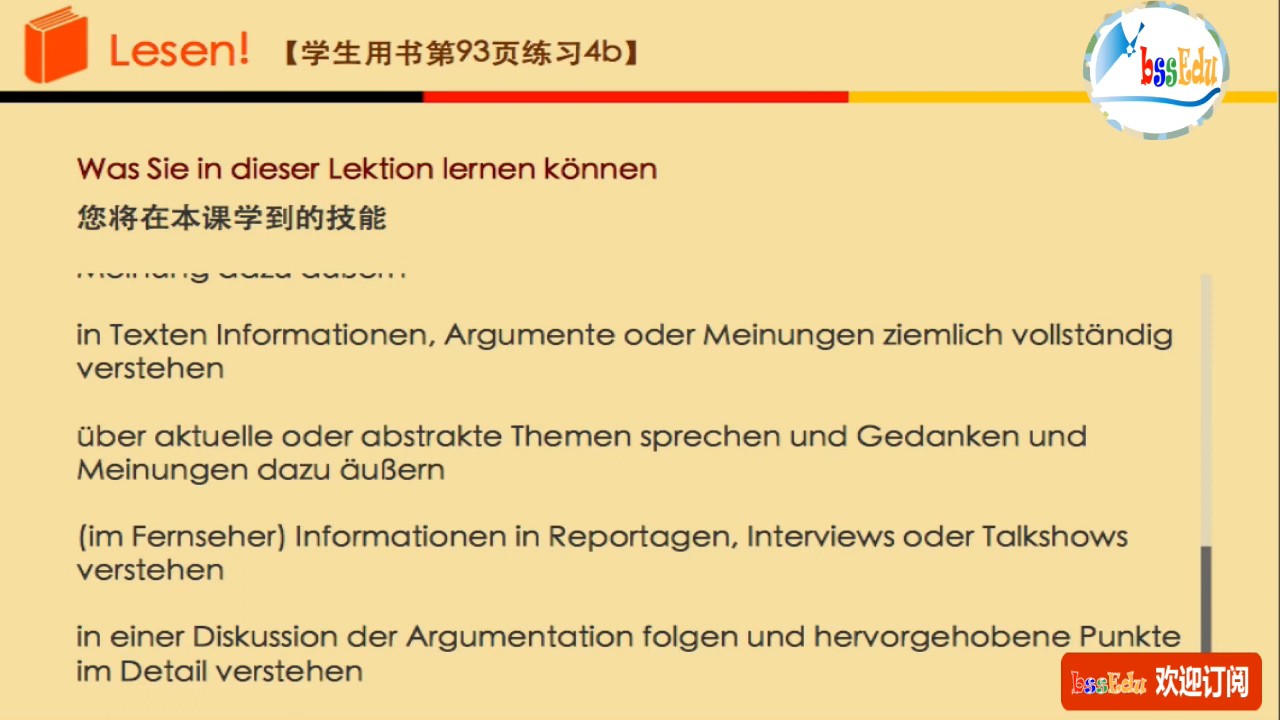 Lesen! 【学生用书第93页练习4b】
bssEdu
Was Sie in dieser Lektion lernen können
您将在本课学到的技能
Meinung dazu äußern
in Texten Informationen, Argumente oder Meinungen ziemlich vollständig
verstehen
über aktuelle oder abstrakte Themen sprechen und Gedanken und
Meinungen dazu äußern
(im Fernseher) Informationen in Reportagen, Interviews oder Talkshows
verstehen
in einer Diskussion der Argumentation folgen und hervorgehobene Punkte
im Detail verstehen
bssEdu 欢迎订阅